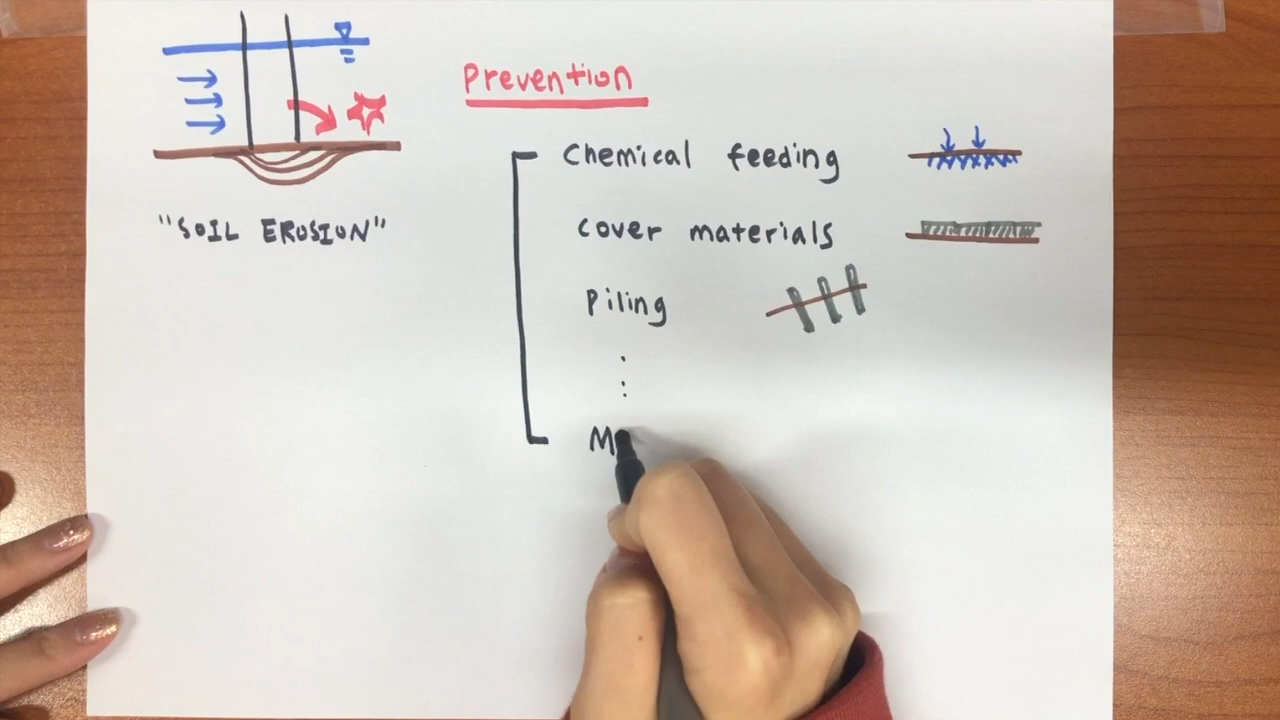 Prevention
Chemical feeding
cover materials
"SOIL EROSION"
Piling
M